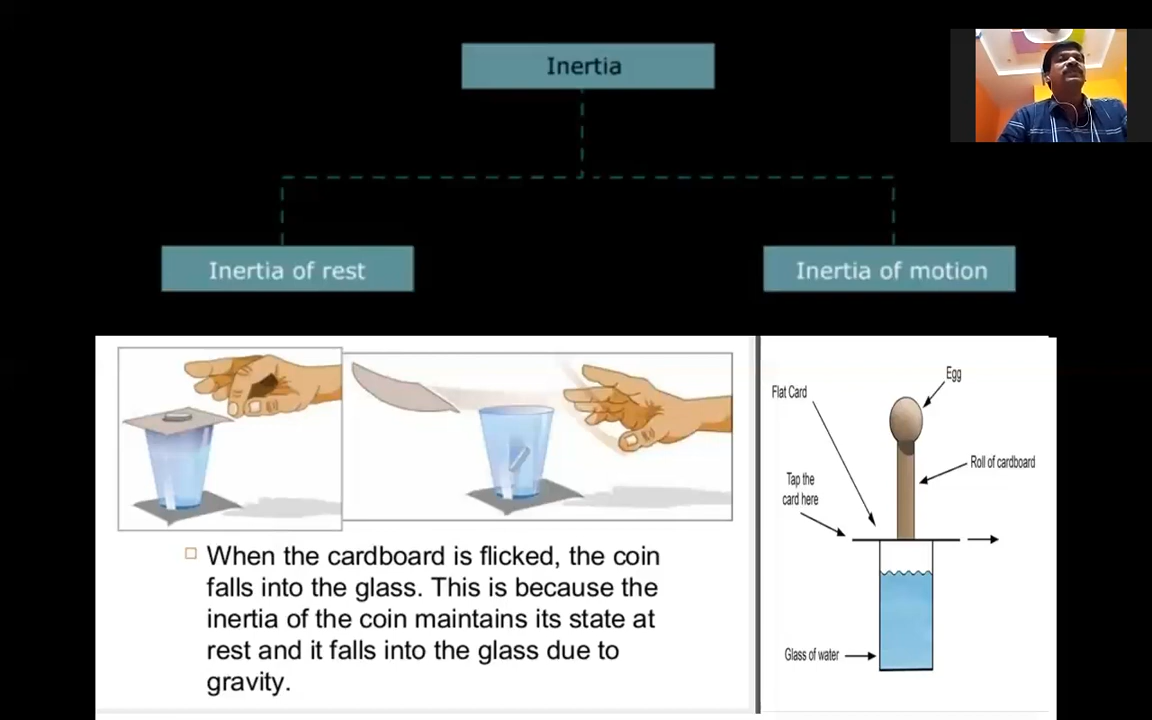 Inertia
Inertia of rest
Inertia of motion
When the cardboard is flicked, the coin
falls into the glass. This is because the
inertia of the coin maintains its state at
rest and it falls into the glass due to
gravity.
Egg
Flat Card
Roll of cardboard
Tap the
card here
Glass of water